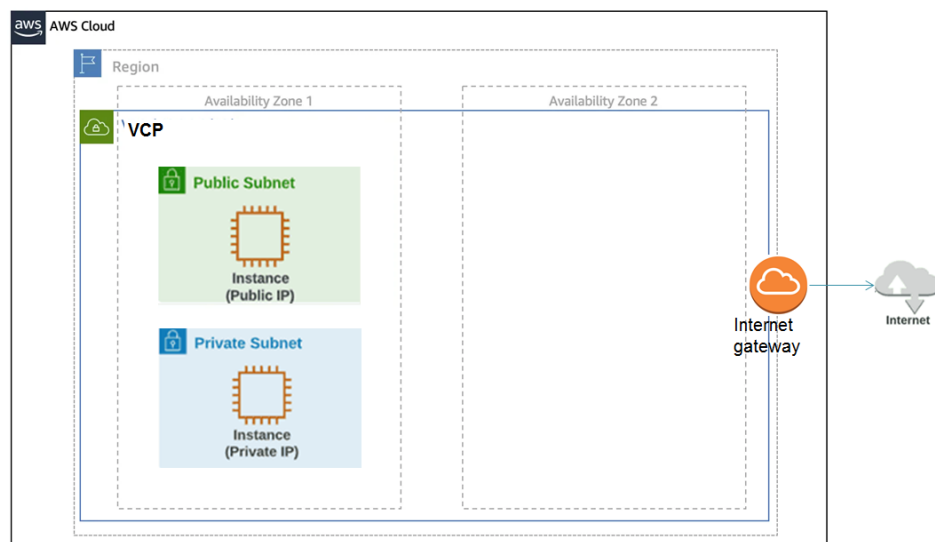 aws AWS Cloud
Region
Availability Zone 1
Availability Zone 2
VCP
Public Subnet
Instance
(Public IP)
Private Subnet
Instance
(Private IP)
Internet
gateway
Internet